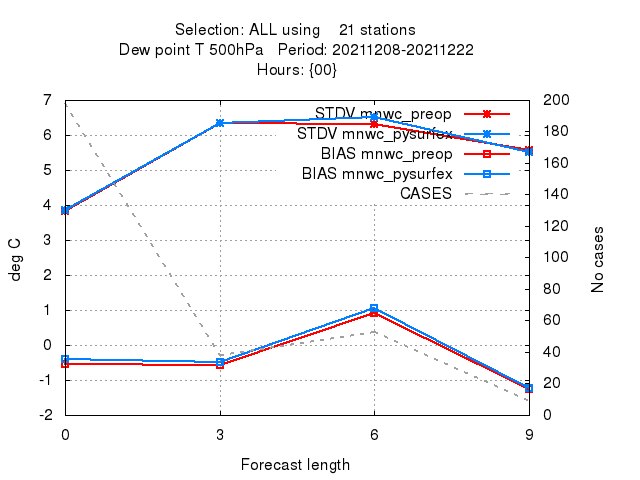 Selection: ALL using 21 stations
Dew point T 500hPa Period: 20211208-20211222
Hours: {00}
STDV mnwc_preop
STDV mnwc_pysurfex
BIAS mnwc_preop
BIAS mnwc_pysurfex
CASES
7
6
5
4
3
2
1
0
-1
-2
deg C
200
180
160
140
120
100
80
60
40
20
0
No cases
0 3 6 9
Forecast length